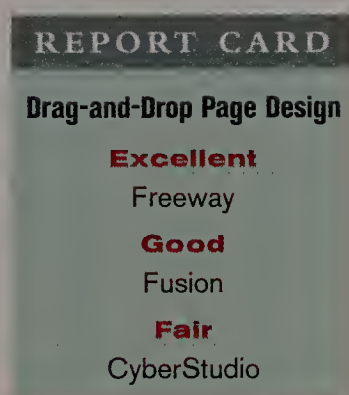 REPORT CARD
Drag-and-Drop Page Design
Excellent
Freeway
Good
Fusion
Fair
CyberStudio